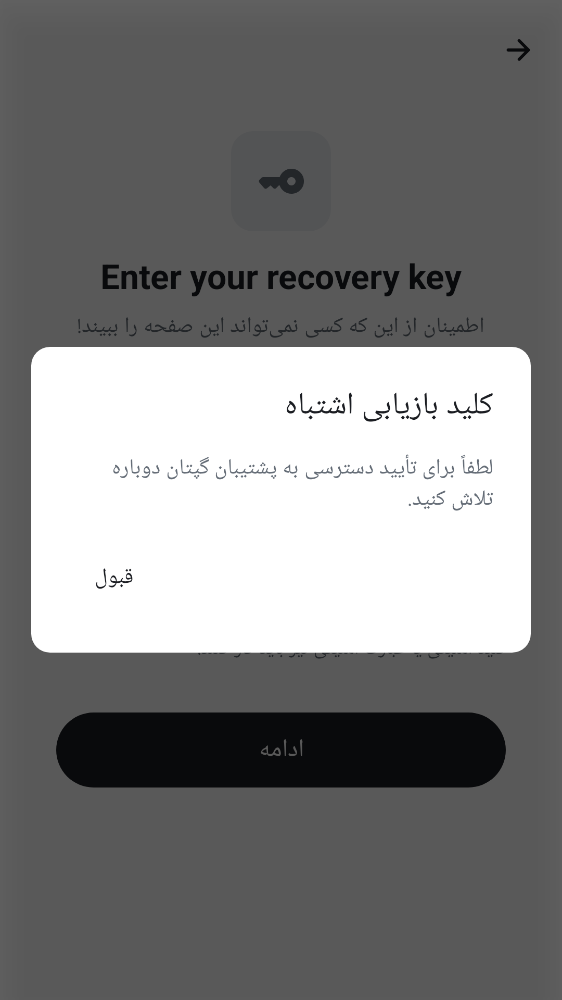 Enter your recovery key
اطمینان از این که کسی نمی‌تواند این صفحه را ببیند!
کلید بازیابی اشتباه
لطفاً برای تأیید دسترسی به پشتیبان گپتان دوباره
تلاش کنید.
قبول
ادامه